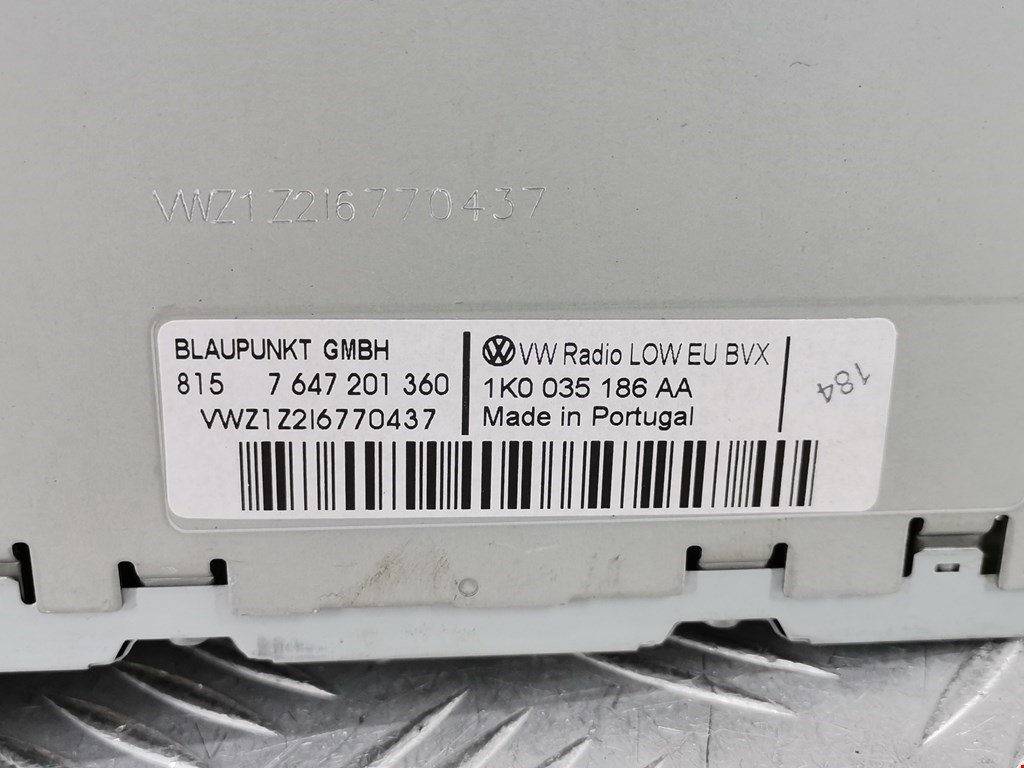 VWZ1Z2I6770437
BLAUPUNKT GMBH
815 7 647 201 360
VWZ1Z2I6770437
VW Radio LOW EU BVX
1K0 035 186 AA
Made in Portugal
184